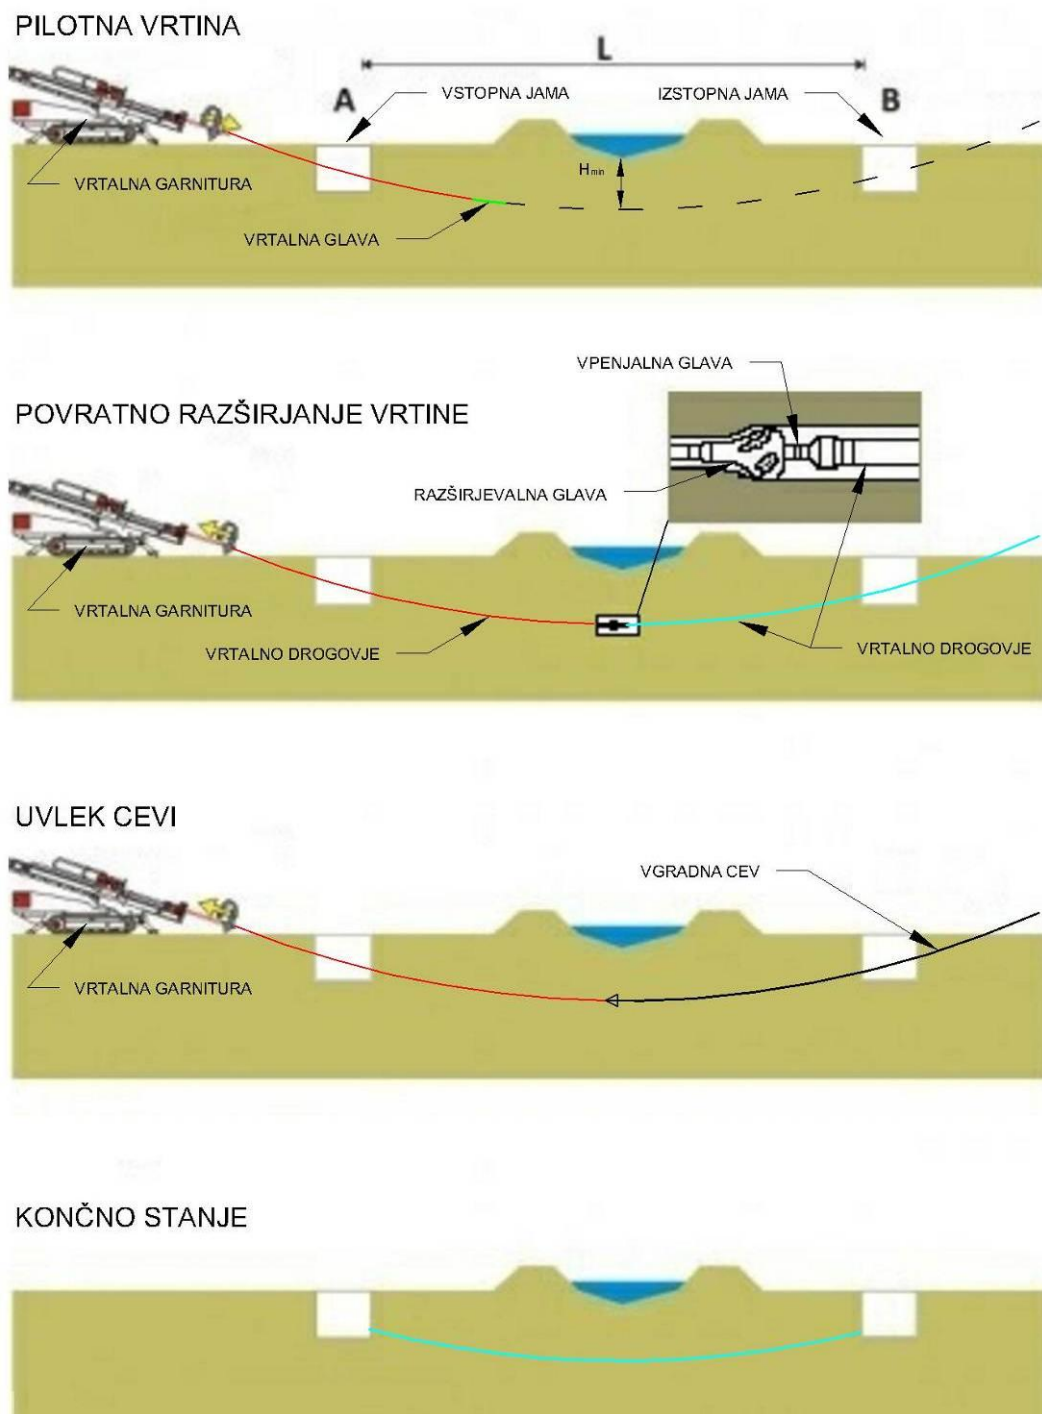 PILOTNA VRTINA
L
A
VSTOPNA JAMA
IZSTOPNA JAMA
B
VRTALNA GARNITURA
Hmin
VRTALNA GLAVA
VPENJALNA GLAVA
POVRATNO RAZŠIRJANJE VRTINE
RAZŠIRJEVALNA GLAVA
VRTALNA GARNITURA
VRTALNO DROGOVJE
VRTALNO DROGOVJE
UVLEK CEVI
VGRADNA CEV
VRTALNA GARNITURA
KONČNO STANJE